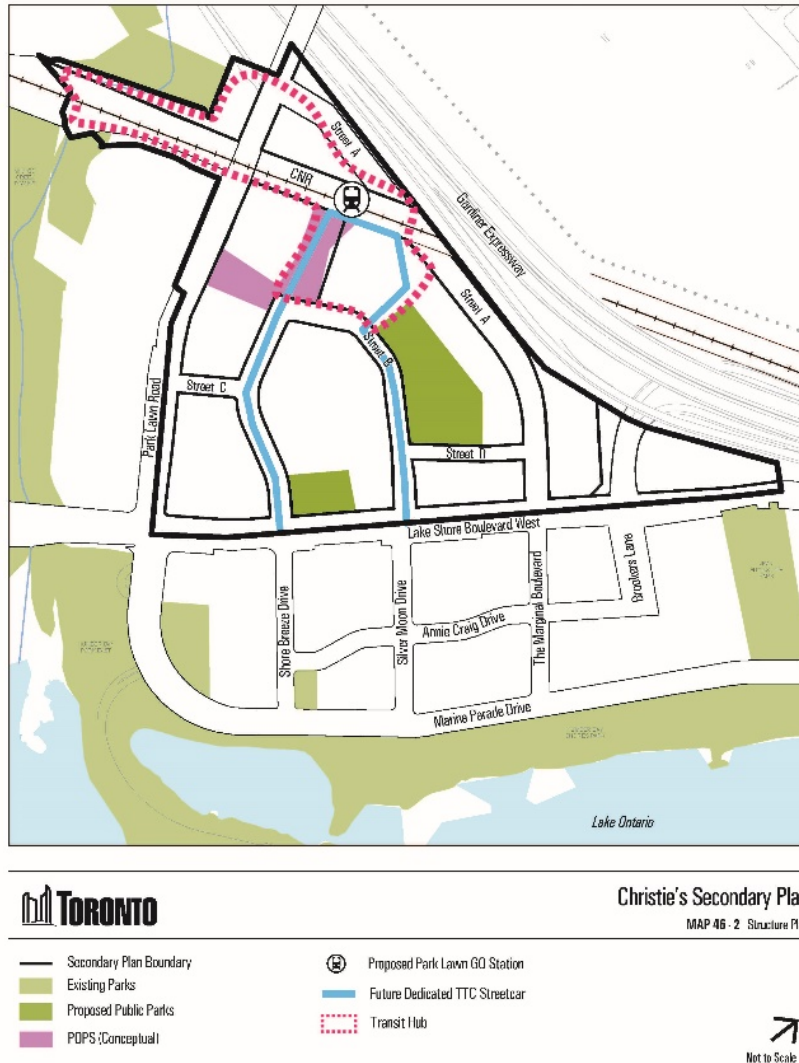 Street A
CNR
Gardiner Expressway
Street A
Street B
Street C
Park Lawn Road
Street D
Lake Shore Boulevard West
Shore Breeze Drive
Silver Moon Drive
Annie Craig Drive
The Marginal Boulevard
Brookers Lane
Marine Parade Drive
Lake Ontario
TORONTO
Christie's Secondary Pla
MAP 46 - 2 Structure Pl
Secondary Plan Boundary
Existing Parks
Proposed Public Parks
POPS (Conceptual)
Proposed Park Lawn GO Station
Future Dedicated TTC Streetcar
Transit Hub
Not to Scale